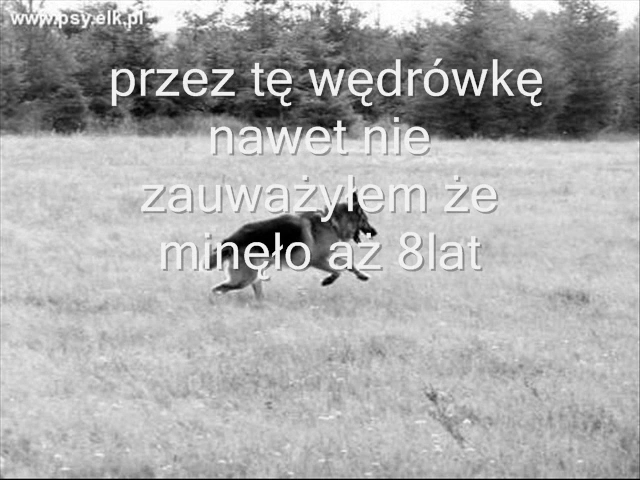 www.psy.elk.pl
przez tę wędrówkę
nawet nie
zauważyłem że
minęło aż 8lat